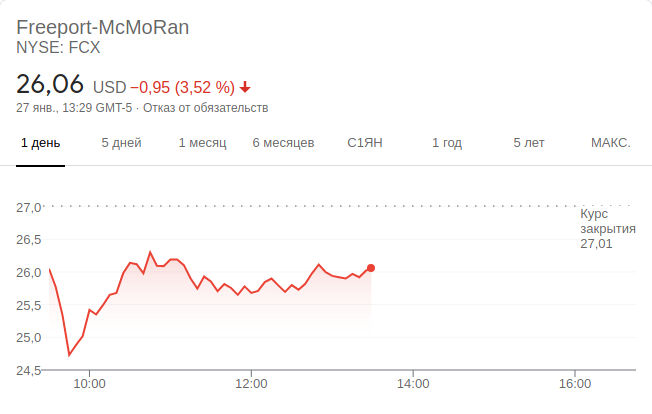 Freeport-McMoRan
NYSE: FCX
26,06 USD −0,95 (3,52 %)
27 янв., 13:29 GMT-5 · Отказ от обязательств
1 день 5 дней 1 месяц 6 месяцев С1ЯН 1 год 5 лет МАКС.
27,0
Курс
закрытия
27,01
26,5
26,0
25,5
25,0
24,5
10:00 12:00 14:00 16:00